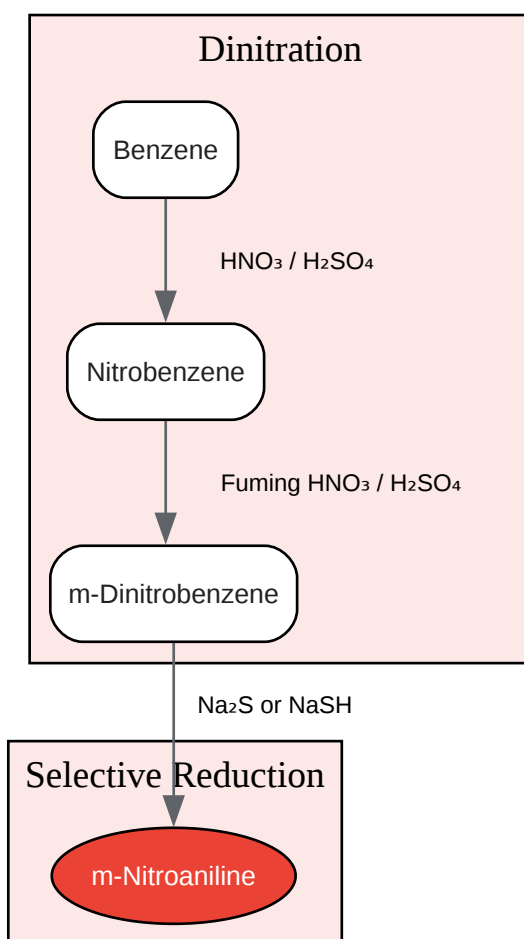 Dinitration
Benzene
HNO₃ / H₂SO₄
Nitrobenzene
Fuming HNO₃ / H₂SO₄
m-Dinitrobenzene
Na₂S or NaSH
Selective Reduction
m-Nitroaniline